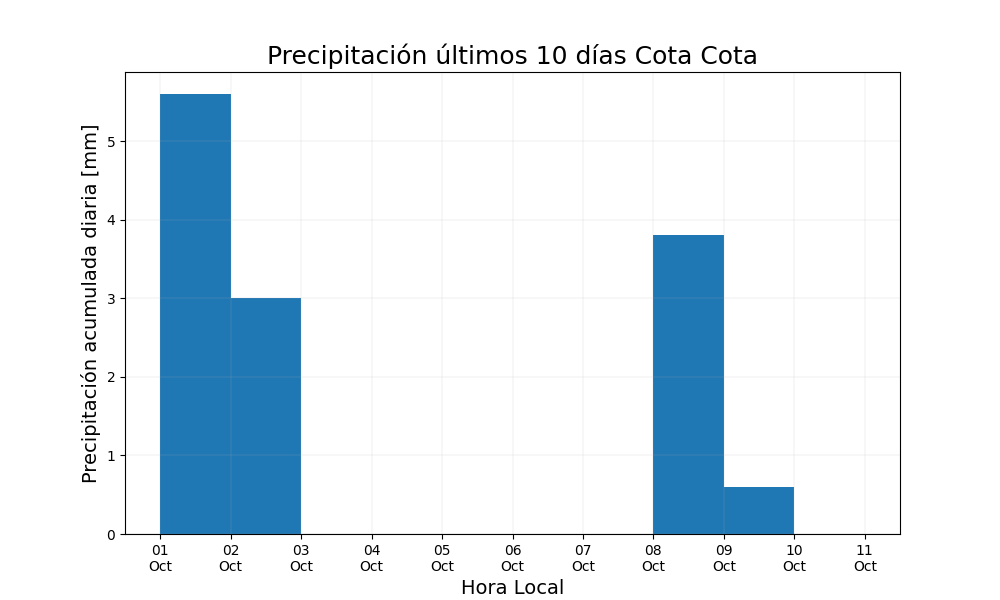 Precipitación últimos 10 días Cota Cota
Precipitación acumulada diaria [mm]
5
4
3
2
1
0
01 02 03 04 05 06 07 08 09 10 11
Oct Oct Oct Oct Oct Oct Oct Oct Oct Oct Oct
Hora Local